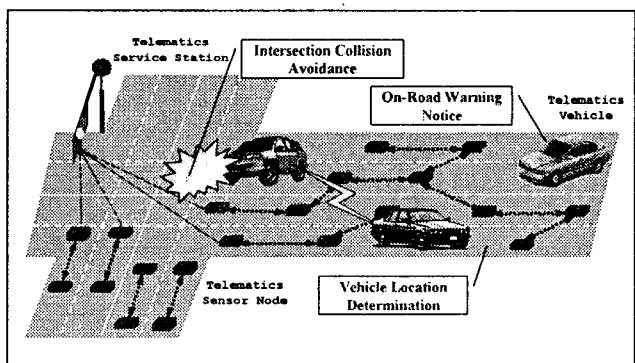 Telematics
Service Station
Intersection Collision
Avoidance
On-Road Warning
Notice
Telematics
Vehicle
Telematics
Sensor Node
Vehicle Location
Determination